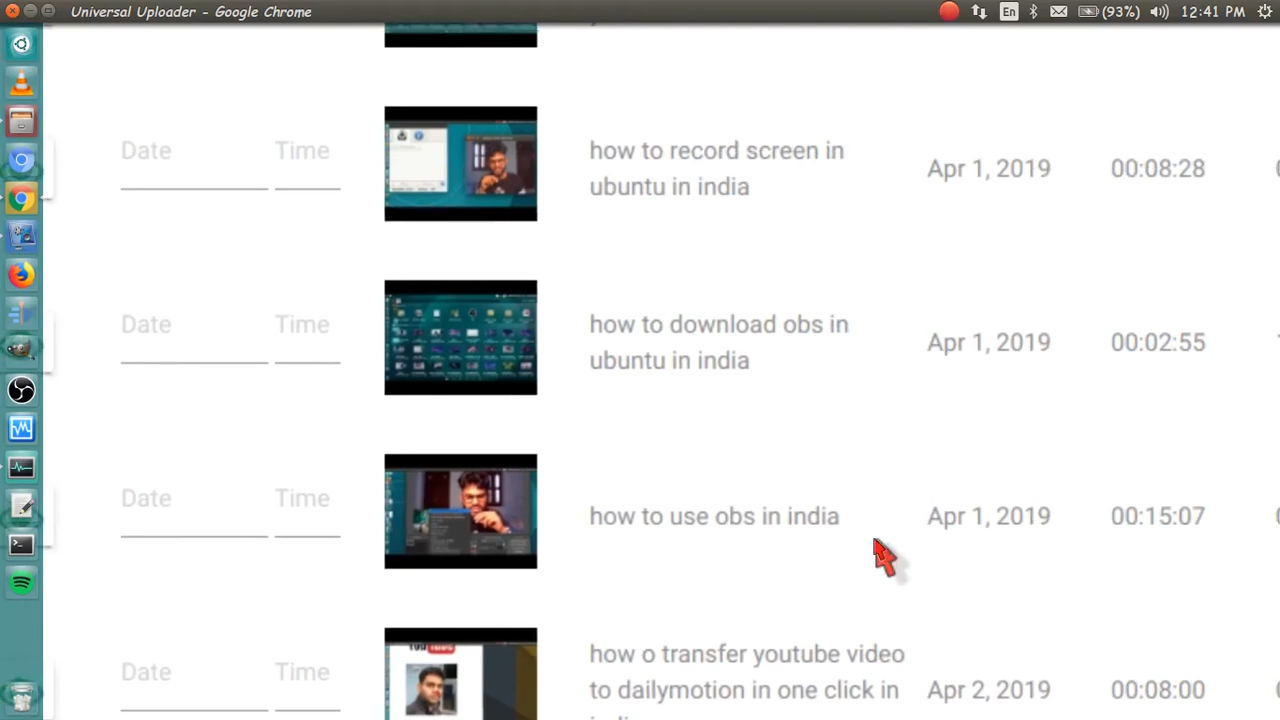 Universal Uploader - Google Chrome
En
(93%)
12:41 PM
Date
Time
how to record screen in
ubuntu in india
Apr 1, 2019
00:08:28
Date
Time
how to download obs in
ubuntu in india
Apr 1, 2019
00:02:55
Date
Time
how to use obs in india
Apr 1, 2019
00:15:07
Date
Time
how o transfer youtube video
to dailymotion in one click in
Apr 2, 2019
00:08:00